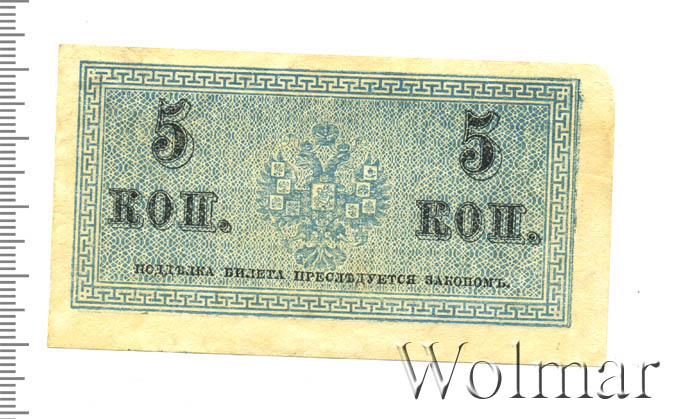 5 5
КОП. КОП.
ПОДДѢЛКА БИЛЕТА ПРЕСЛѢДУЕТСЯ ЗАКОНОМЪ.
Wolmar